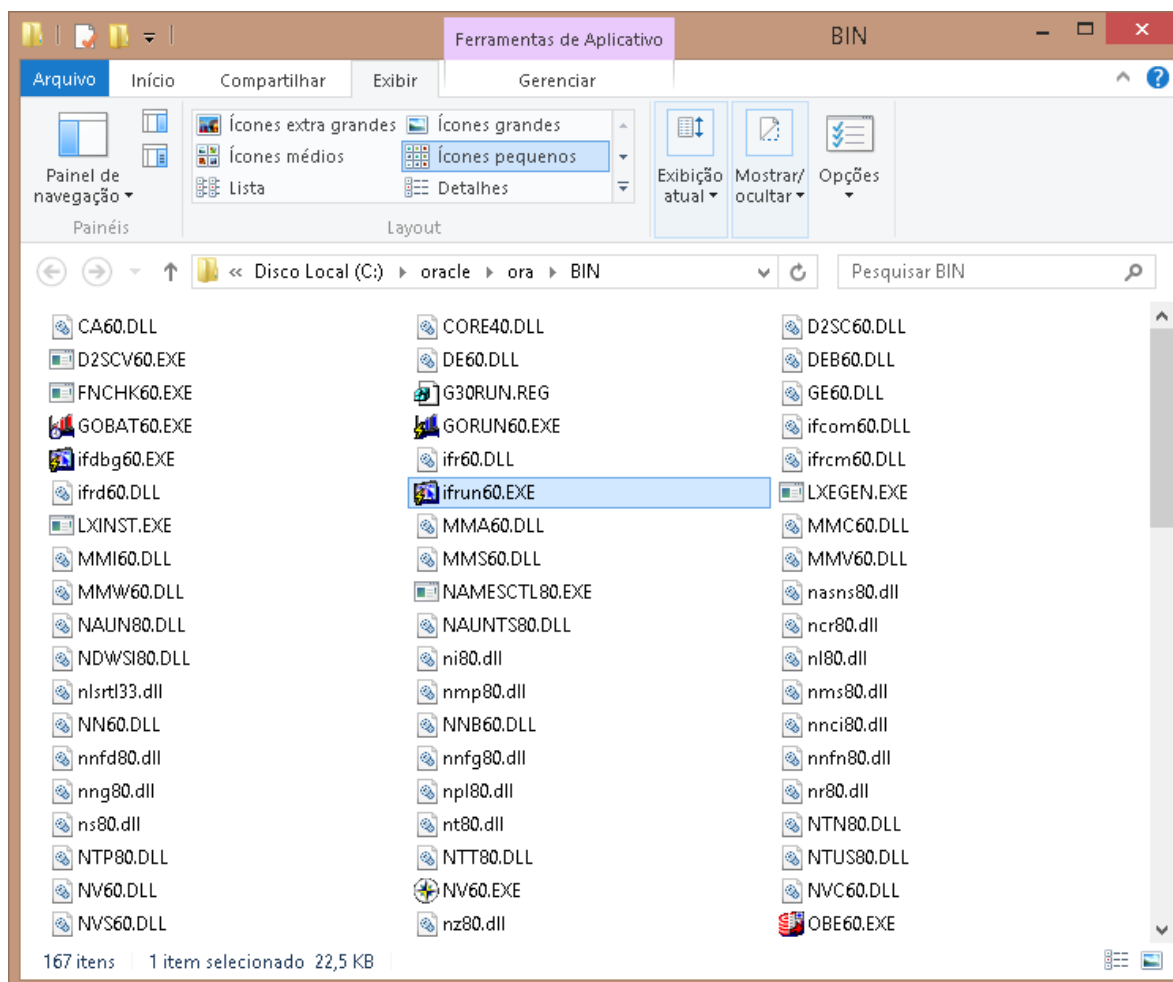 Ferramentas de Aplicativo BIN
Arquivo Início Compartilhar Exibir Gerenciar
Ícones extra grandes Ícones grandes
Ícones médios Ícones pequenos
Lista Detalhes
Painel de navegação
Exibição atual
Mostrar/ocultar
Opções
Painéis Layout
« Disco Local (C:) oracle ora BIN Pesquisar BIN
CA60.DLL CORE40.DLL D2SC60.DLL
D2SCV60.EXE DE60.DLL DEB60.DLL
FNCHK60.EXE G30RUN.REG GE60.DLL
GOBAT60.EXE GORUN60.EXE ifcom60.DLL
ifdbg60.EXE ifr60.DLL ifrcm60.DLL
ifrd60.DLL ifrun60.EXE LXEGEN.EXE
LXINST.EXE MMA60.DLL MMC60.DLL
MMI60.DLL MMS60.DLL MMV60.DLL
MMW60.DLL NAMESCTL80.EXE nasns80.dll
NAUN80.DLL NAUNTS80.DLL ncr80.dll
NDWSI80.DLL ni80.dll nl80.dll
nlsrtl33.dll nmp80.dll nms80.dll
NN60.DLL NNB60.DLL nnci80.dll
nnfd80.dll nnfg80.dll nnfn80.dll
nng80.dll npl80.dll nr80.dll
ns80.dll nt80.dll NTN80.DLL
NTP80.DLL NTT80.DLL NTUS80.DLL
NV60.DLL NV60.EXE NVC60.DLL
NVS60.DLL nz80.dll OBE60.EXE
167 itens 1 item selecionado 22,5 KB